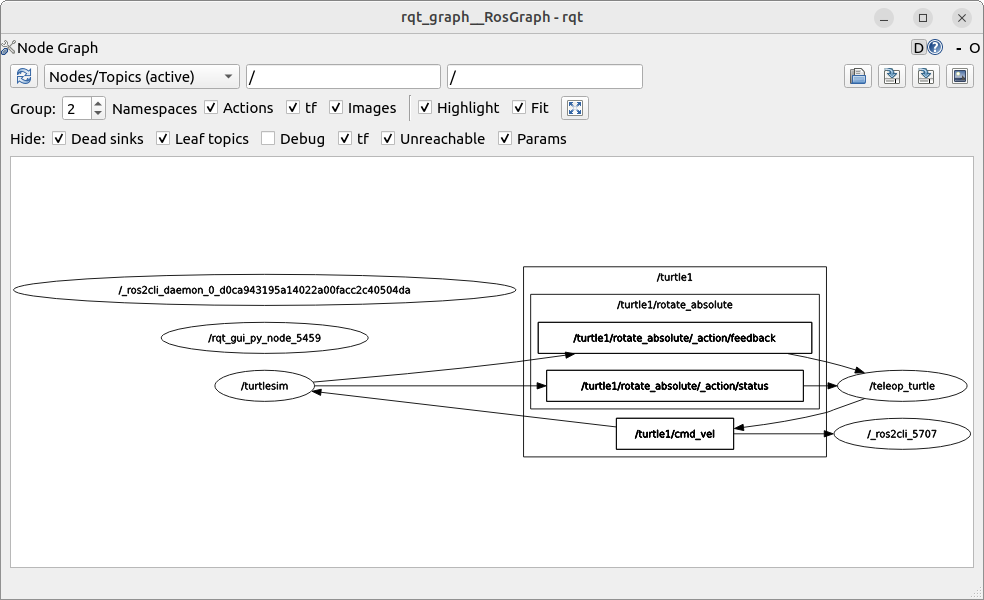 rqt_graph__RosGraph - rqt
Node Graph
D ? - O
Nodes/Topics (active) / /
Group: 2 Namespaces Actions tf Images Highlight Fit
Hide: Dead sinks Leaf topics Debug tf Unreachable Params
/turtle1
/_ros2cli_daemon_0_d0ca943195a14022a00facc2c40504da
/turtle1/rotate_absolute
/rqt_gui_py_node_5459
/turtle1/rotate_absolute/_action/feedback
/turtlesim
/turtle1/rotate_absolute/_action/status
/teleop_turtle
/turtle1/cmd_vel
/_ros2cli_5707